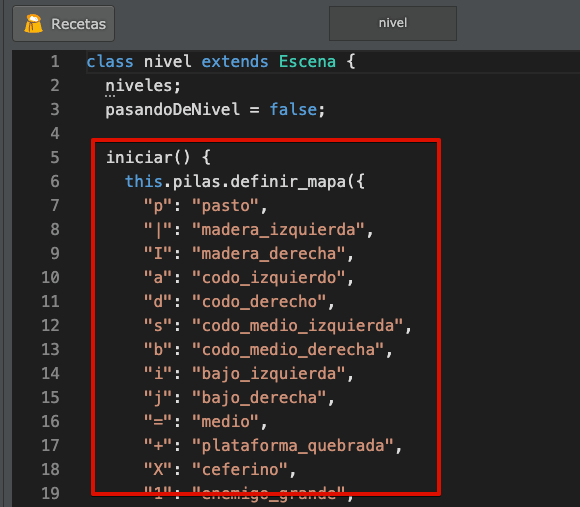 Recetas
nivel
1 class nivel extends Escena {
2 niveles;
3 pasandoDeNivel = false;
4
5 iniciar() {
6 this.pilas.definir_mapa({
7 "p": "pasto",
8 "|": "madera_izquierda",
9 "I": "madera_derecha",
10 "a": "codo_izquierdo",
11 "d": "codo_derecho",
12 "s": "codo_medio_izquierda",
13 "b": "codo_medio_derecha",
14 "i": "bajo_izquierda",
15 "j": "bajo_derecha",
16 "=": "medio",
17 "+": "plataforma_quebrada",
18 "X": "ceferino",
19 "1": "enemigo_grande",